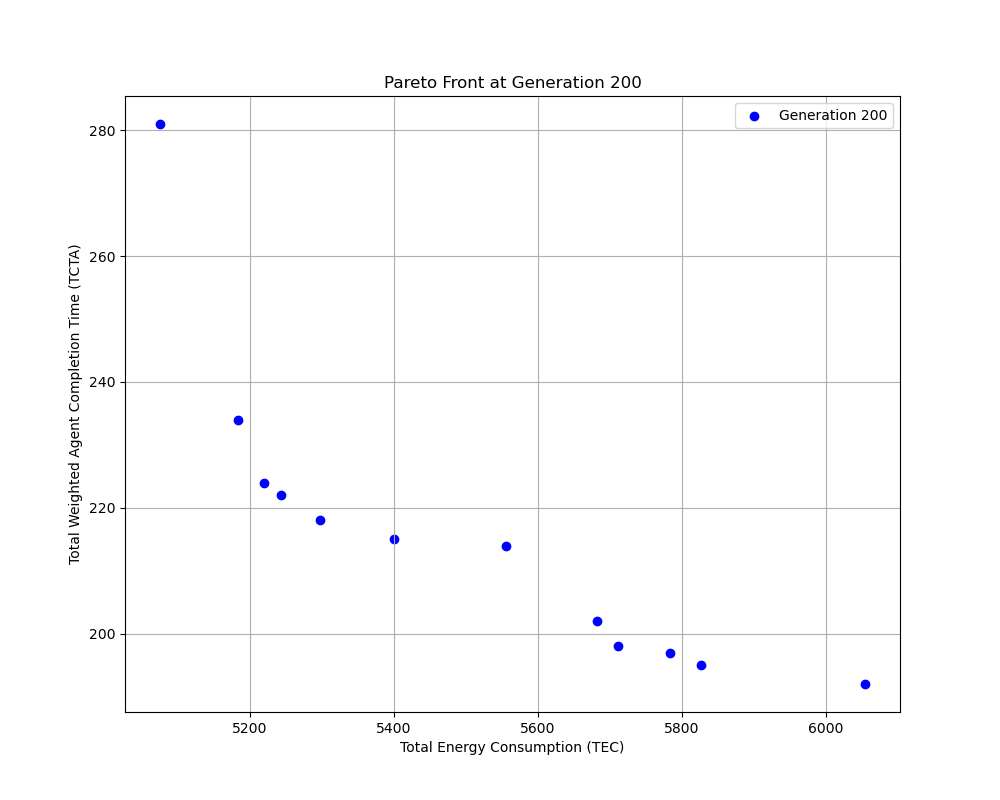 Pareto Front at Generation 200
Generation 200
Total Weighted Agent Completion Time (TCTA)
280
260
240
220
200
5200 5400 5600 5800 6000
Total Energy Consumption (TEC)